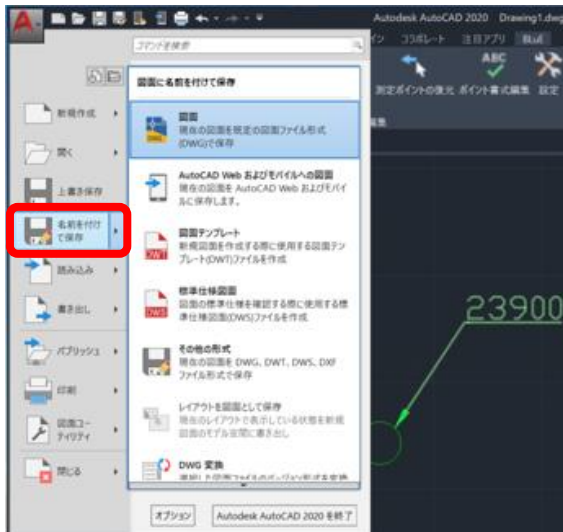 Autodesk AutoCAD 2020 Drawing1.dwg
コマンドを検索
イン コラボレート 注目アプリ BLuE
測定ポイントの復元 ポイント書式編集 設定
ABC
図面に名前を付けて保存
新規作成
開く
上書き保存
名前を付け
て保存
読み込み
書き出し
パブリッシュ
印刷
図面ユー
ティリティ
閉じる
図面
現在の図面を既定の図面ファイル形式
(DWG)で保存
AutoCAD Web およびモバイルへの図面
現在の図面を AutoCAD Web およびモバイ
ルに保存します。
図面テンプレート
新規図面を作成する際に使用する図面テン
プレート(DWT)ファイルを作成
DWT
標準仕様図面
図面の標準仕様を確認する際に使用する標
準仕様図面(DWS)ファイルを作成
DWS
その他の形式
現在の図面を DWG、DWT、DWS、DXF
ファイル形式で保存
レイアウトを図面として保存
現在のレイアウトで表示している状態を新規
図面のモデル空間に書き出し
DWG 変換
オプション
Autodesk AutoCAD 2020 を終了
23900